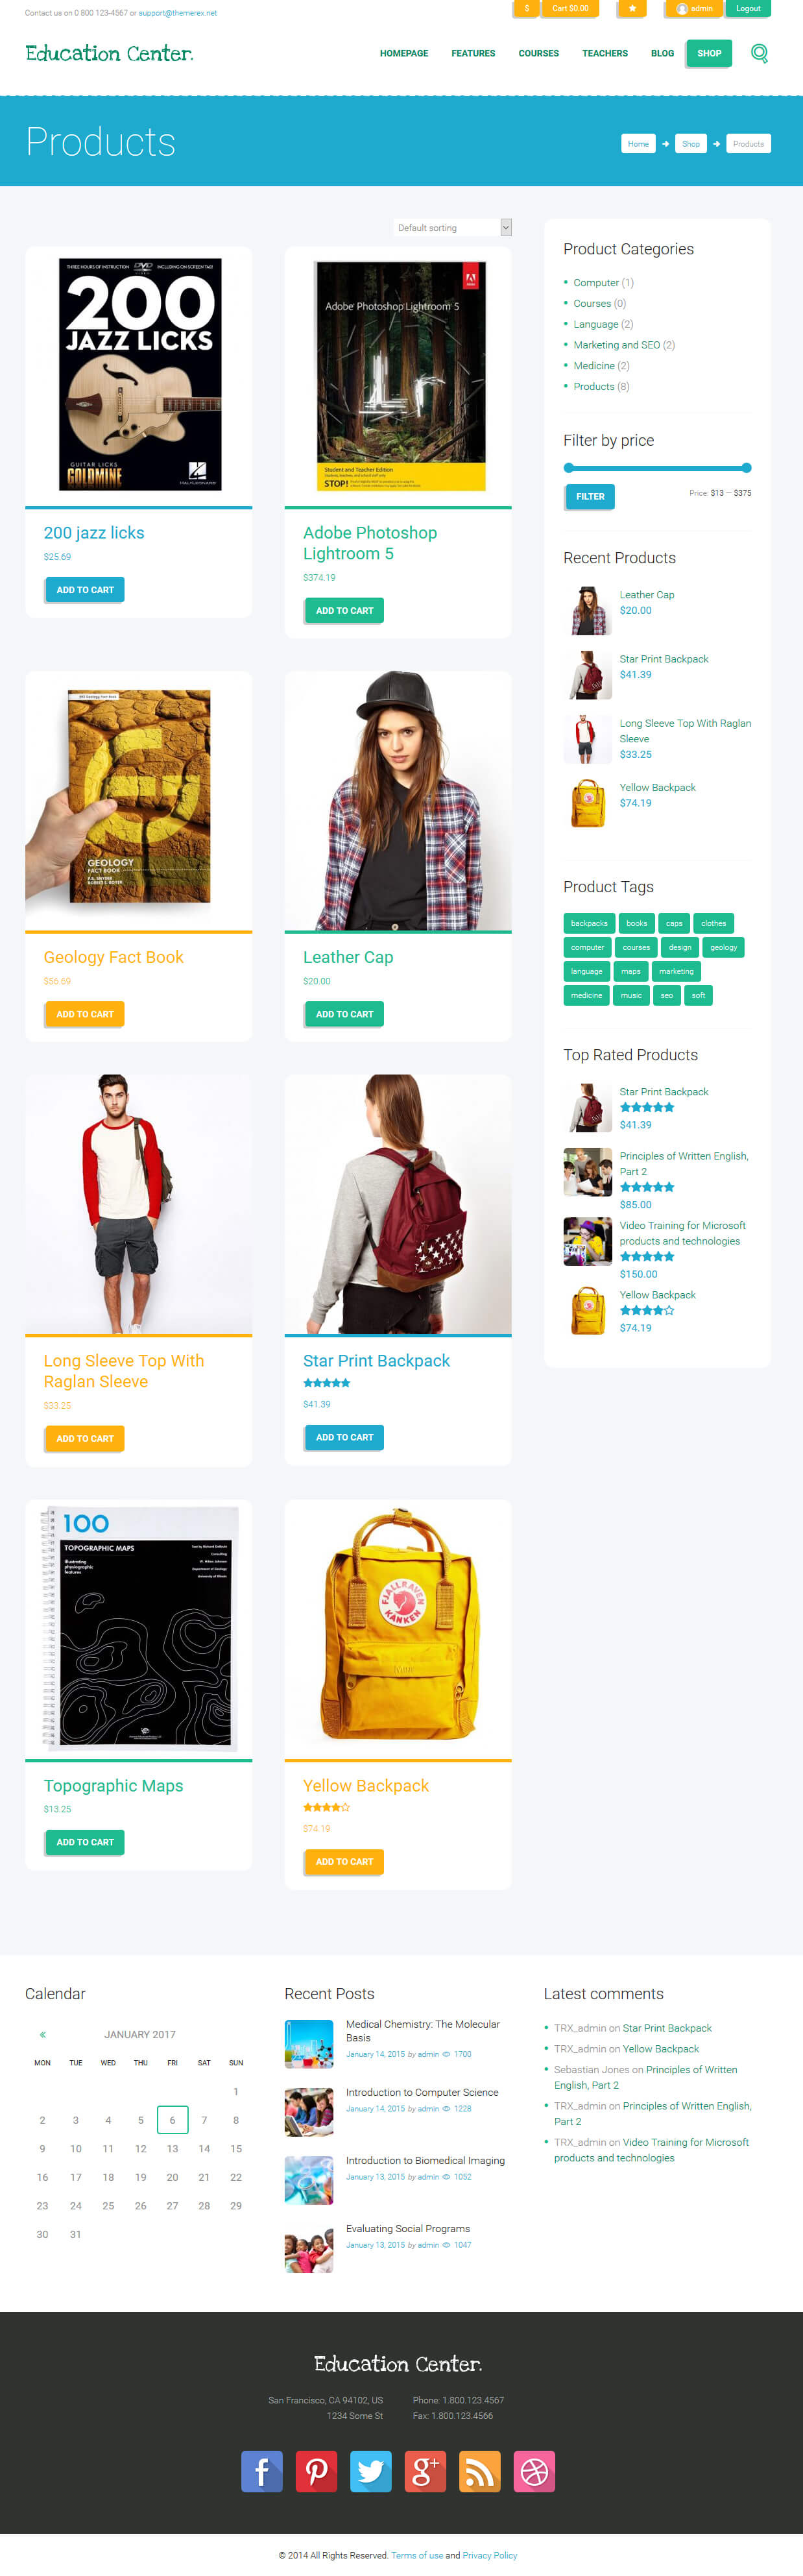 Contact us on 0 800 123-4567 or support@themerex.net
$ Cart $0.00 admin Logout
Education Center.
HOMEPAGE FEATURES COURSES TEACHERS BLOG SHOP
Products
Home Shop Products
Default sorting
THREE HOURS OF INSTRUCTION DVD INCLUDING ON-SCREEN TAB!
200
JAZZ LICKS
GUITAR LICKS
GOLDMINE
200 jazz licks
$25.69
ADD TO CART
Adobe Photoshop Lightroom 5
Student and Teacher Edition
STOP!
Adobe Photoshop
Lightroom 5
$374.19
ADD TO CART
GEOLOGY
FACT BOOK
Geology Fact Book
$56.69
ADD TO CART
Leather Cap
$20.00
ADD TO CART
Long Sleeve Top With
Raglan Sleeve
$33.25
ADD TO CART
Star Print Backpack
$41.39
ADD TO CART
100
TOPOGRAPHIC MAPS
Illustrating
physiographic
features
Topographic Maps
$13.25
ADD TO CART
FJALLRAVEN
KANKEN
Yellow Backpack
$74.19
ADD TO CART
Product Categories
Computer (1)
Courses (0)
Language (2)
Marketing and SEO (2)
Medicine (2)
Products (8)
Filter by price
FILTER
Price: $13 — $375
Recent Products
Leather Cap
$20.00
Star Print Backpack
$41.39
Long Sleeve Top With Raglan
Sleeve
$33.25
Yellow Backpack
$74.19
Product Tags
backpacks books caps clothes
computer courses design geology
language maps marketing
medicine music seo soft
Top Rated Products
Star Print Backpack
$41.39
Principles of Written English,
Part 2
$85.00
Video Training for Microsoft
products and technologies
$150.00
Yellow Backpack
$74.19
Calendar
« JANUARY 2017
MON TUE WED THU FRI SAT SUN
1
2 3 4 5 6 7 8
9 10 11 12 13 14 15
16 17 18 19 20 21 22
23 24 25 26 27 28 29
30 31
Recent Posts
Medical Chemistry: The Molecular
Basis
January 14, 2015 by admin 1700
Introduction to Computer Science
January 14, 2015 by admin 1228
Introduction to Biomedical Imaging
January 13, 2015 by admin 1052
Evaluating Social Programs
January 13, 2015 by admin 1047
Latest comments
TRX_admin on Star Print Backpack
TRX_admin on Yellow Backpack
Sebastian Jones on Principles of Written
English, Part 2
TRX_admin on Principles of Written English,
Part 2
TRX_admin on Video Training for Microsoft
products and technologies
Education Center.
San Francisco, CA 94102, US Phone: 1.800.123.4567
1234 Some St Fax: 1.800.123.4566
© 2014 All Rights Reserved. Terms of use and Privacy Policy